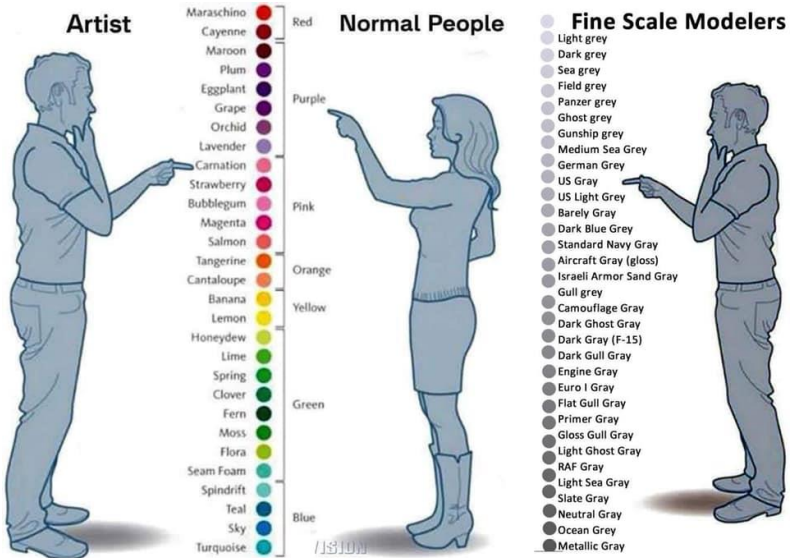 Artist
Normal People
Fine Scale Modelers
Maraschino
Cayenne
Maroon
Plum
Eggplant
Grape
Orchid
Lavender
Carnation
Strawberry
Bubblegum
Magenta
Salmon
Tangerine
Cantaloupe
Banana
Lemon
Honeydew
Lime
Spring
Clover
Fern
Moss
Flora
Seam Foam
Spindrift
Teal
Sky
Turquoise
Red
Purple
Pink
Orange
Yellow
Green
Blue
Light grey
Dark grey
Sea grey
Field grey
Panzer grey
Ghost grey
Gunship grey
Medium Sea Grey
German Grey
US Gray
US Light Grey
Barely Gray
Dark Blue Grey
Standard Navy Gray
Aircraft Gray (gloss)
Israeli Armor Sand Gray
Gull grey
Camouflage Gray
Dark Ghost Gray
Dark Gray (F-15)
Dark Gull Gray
Engine Gray
Euro I Gray
Flat Gull Gray
Primer Gray
Gloss Gull Gray
Light Ghost Gray
RAF Gray
Light Sea Gray
Slate Gray
Neutral Gray
Ocean Grey
Metallic Gray